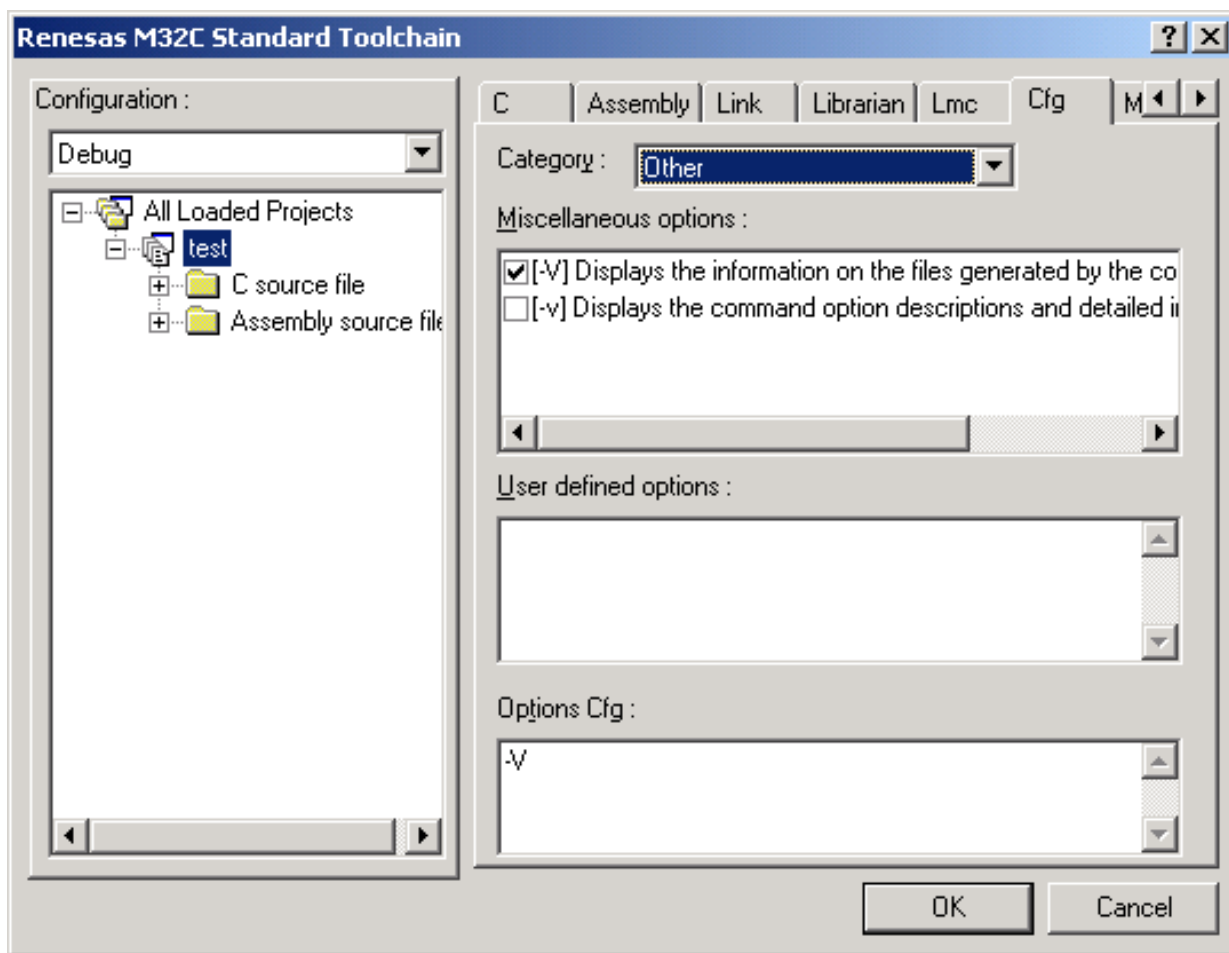 Renesas M32C Standard Toolchain
Configuration :
Debug
All Loaded Projects
test
C source file
Assembly source file
C Assembly Link Librarian Lmc Cfg M
Category : Other
Miscellaneous options :
[-V] Displays the information on the files generated by the co
[-v] Displays the command option descriptions and detailed i
User defined options :
Options Cfg :
-V
OK Cancel